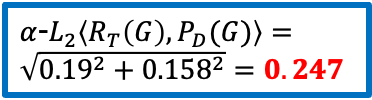 α-L₂⟨R_T(G), P_D(G)⟩ =
√0.19² + 0.158² = 0.247